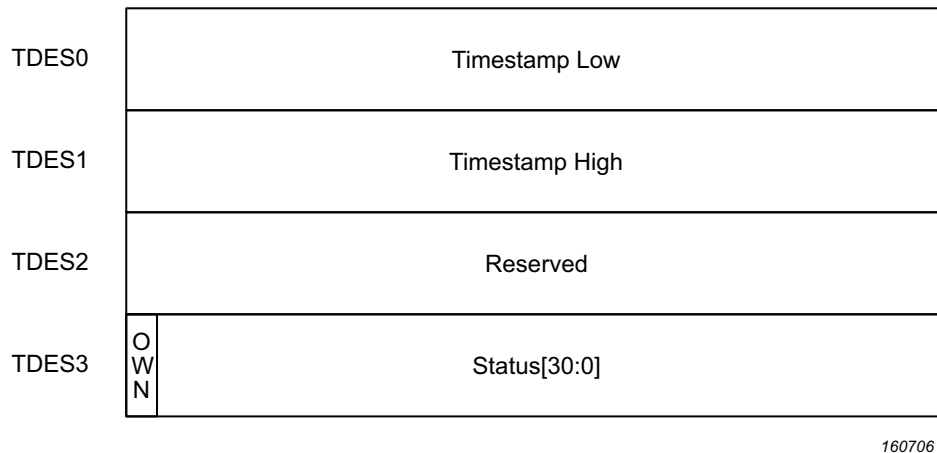 TDES0
Timestamp Low
TDES1
Timestamp High
TDES2
Reserved
TDES3
O
W
N
Status[30:0]
160706